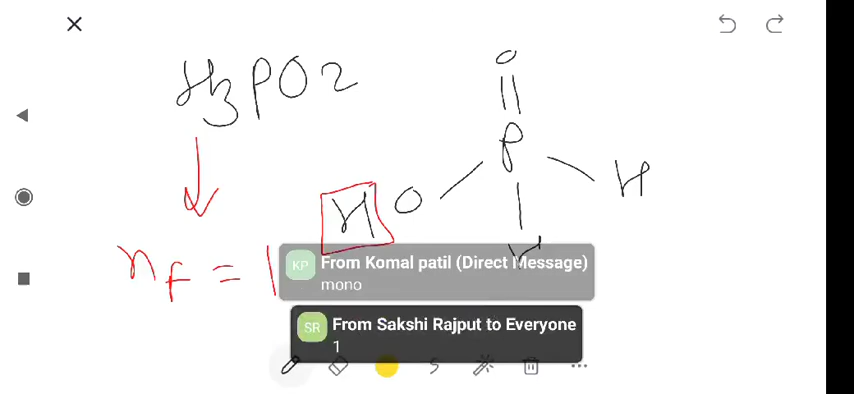 H3PO2
O
||
P
H
HO
H
nf = 1
KP From Komal patil (Direct Message)
mono
SR From Sakshi Rajput to Everyone
1